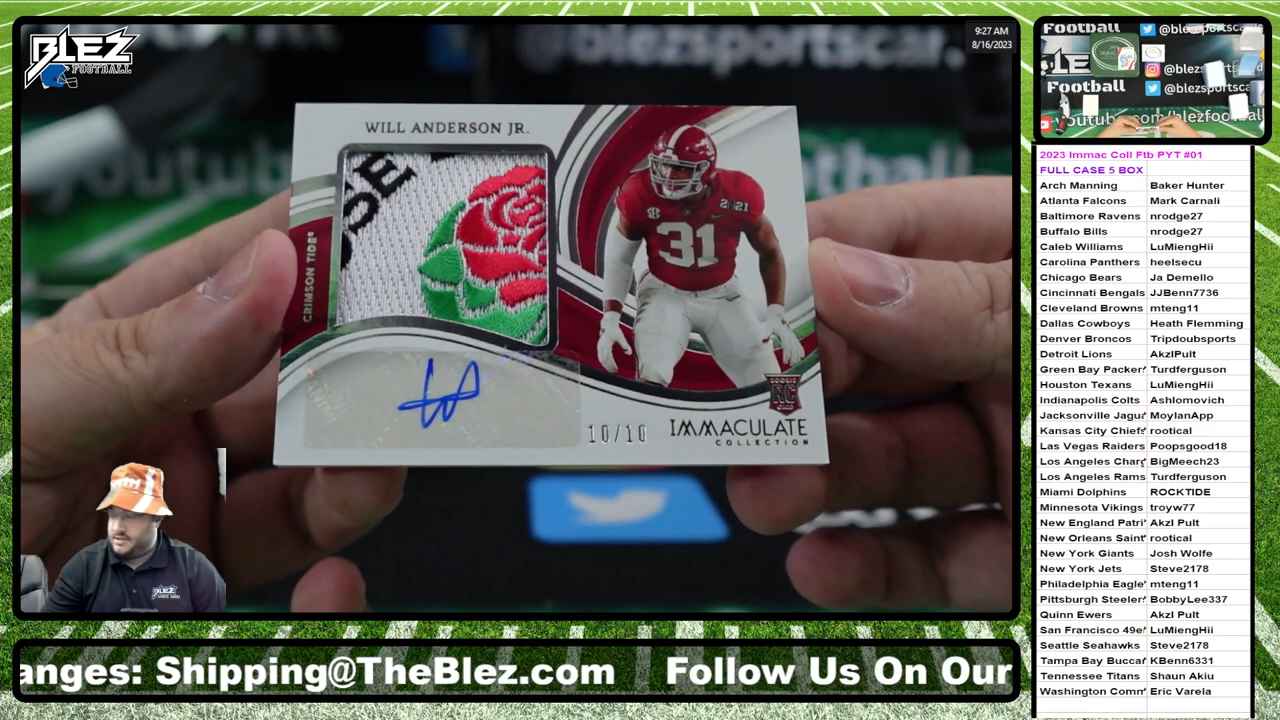 BLEZ
FOOTBALL
9:27 AM
8/16/2023
WILL ANDERSON JR.
CRIMSON TIDE
2021
31
10/10
ROOKIE
RC
IMMACULATE
COLLECTION
BLEZ
anges: Shipping@TheBlez.com Follow Us On Our
Football
@blezsportsca
Football
@blezsportsca
youtube.com/blezfootball
2023 Immac Coll Ftb PYT #01
FULL CASE 5 BOX
Arch Manning Baker Hunter
Atlanta Falcons Mark Carnali
Baltimore Ravens nrodge27
Buffalo Bills nrodge27
Caleb Williams LuMiengHii
Carolina Panthers heelsecu
Chicago Bears Ja Demello
Cincinnati Bengals JJBenn7736
Cleveland Browns mteng11
Dallas Cowboys Heath Flemming
Denver Broncos Tripdoubsports
Detroit Lions AkzlPult
Green Bay Packer Turdferguson
Houston Texans LuMiengHii
Indianapolis Colts Ashlomovich
Jacksonville Jagua MoylanApp
Kansas City Chiefs rootical
Las Vegas Raiders Poopsgood18
Los Angeles Charg BigMeech23
Los Angeles Rams Turdferguson
Miami Dolphins ROCKTIDE
Minnesota Vikings troyw77
New England Patri Akzl Pult
New Orleans Saint rootical
New York Giants Josh Wolfe
New York Jets Steve2178
Philadelphia Eagle mteng11
Pittsburgh Steeler BobbyLee337
Quinn Ewers Akzl Pult
San Francisco 49e LuMiengHii
Seattle Seahawks Steve2178
Tampa Bay Buccar KBenn6331
Tennessee Titans Shaun Akiu
Washington Comm Eric Varela